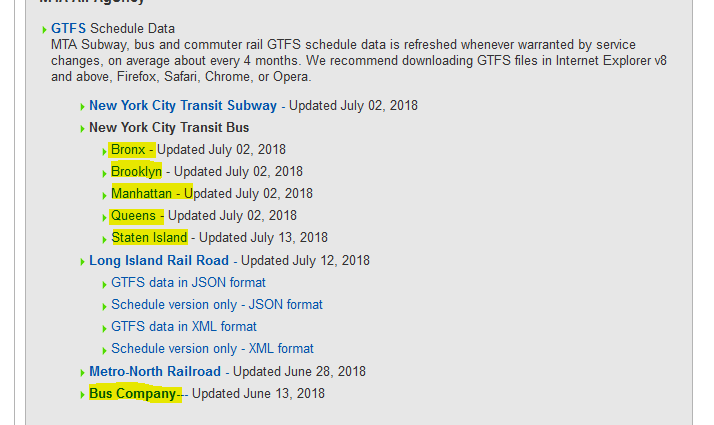 GTFS Schedule Data
MTA Subway, bus and commuter rail GTFS schedule data is refreshed whenever warranted by service
changes, on average about every 4 months. We recommend downloading GTFS files in Internet Explorer v8
and above, Firefox, Safari, Chrome, or Opera.
New York City Transit Subway - Updated July 02, 2018
New York City Transit Bus
Bronx - Updated July 02, 2018
Brooklyn - Updated July 02, 2018
Manhattan - Updated July 02, 2018
Queens - Updated July 02, 2018
Staten Island - Updated July 13, 2018
Long Island Rail Road - Updated July 12, 2018
GTFS data in JSON format
Schedule version only - JSON format
GTFS data in XML format
Schedule version only - XML format
Metro-North Railroad - Updated June 28, 2018
Bus Company--- Updated June 13, 2018